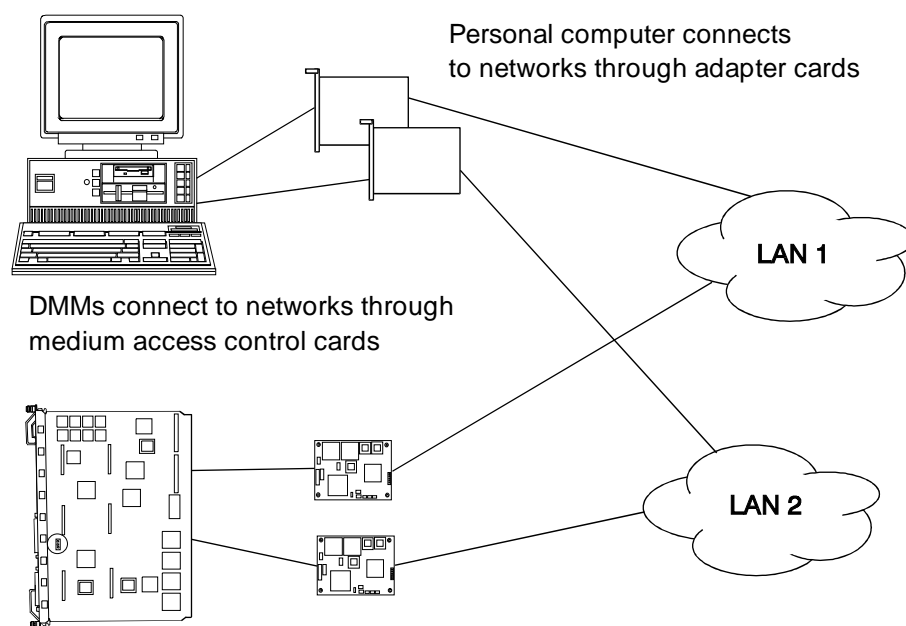 Personal computer connects
to networks through adapter cards
LAN 1
DMMs connect to networks through
medium access control cards
LAN 2